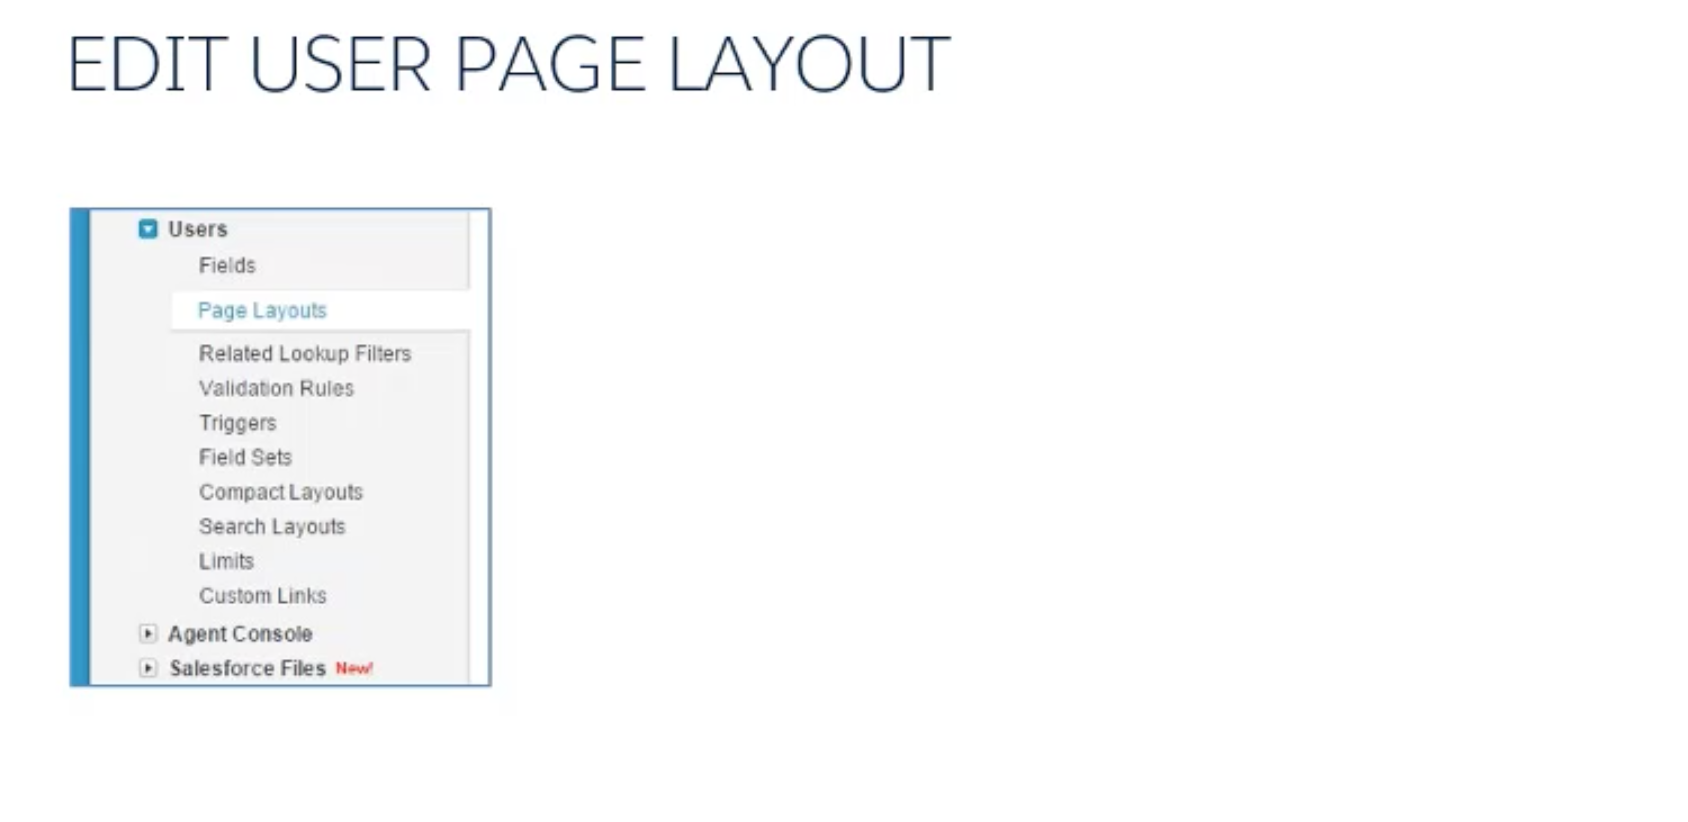 EDIT USER PAGE LAYOUT
Users
Fields
Page Layouts
Related Lookup Filters
Validation Rules
Triggers
Field Sets
Compact Layouts
Search Layouts
Limits
Custom Links
Agent Console
Salesforce Files New!